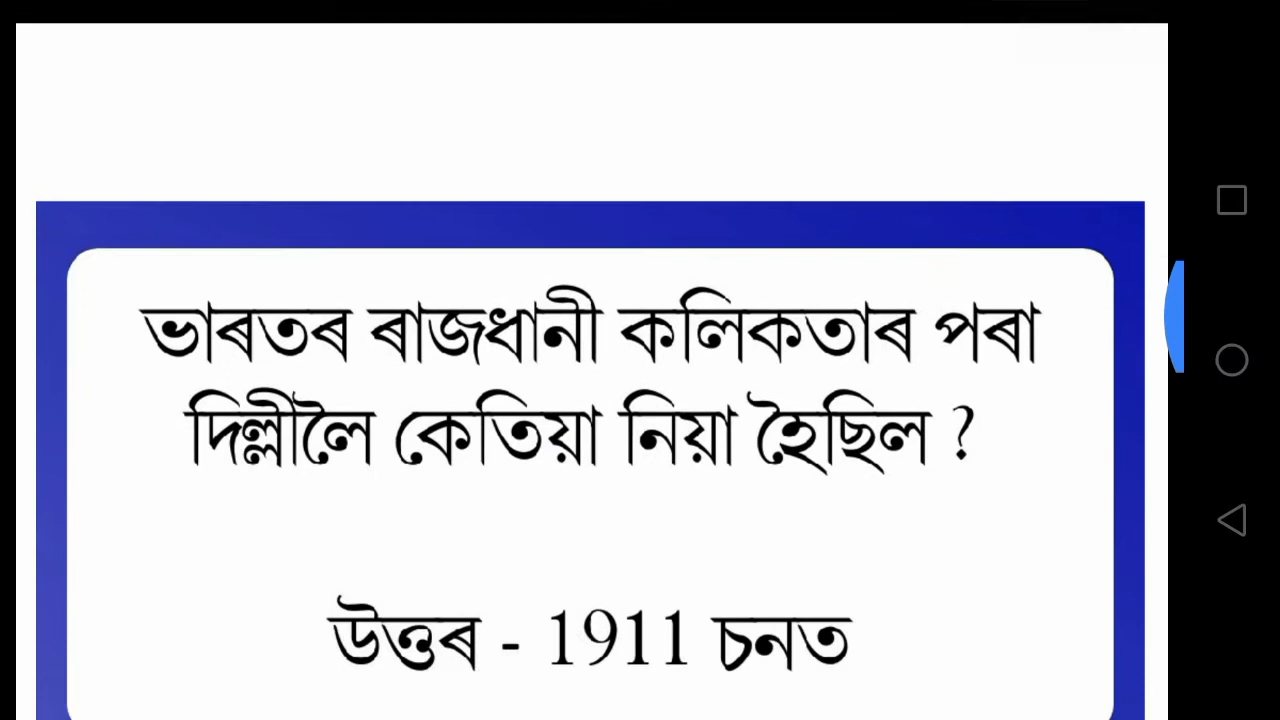 ভাৰতৰ ৰাজধানী কলিকতাৰ পৰা
দিল্লীলৈ কেতিয়া নিয়া হৈছিল ?
উত্তৰ - 1911 চনত